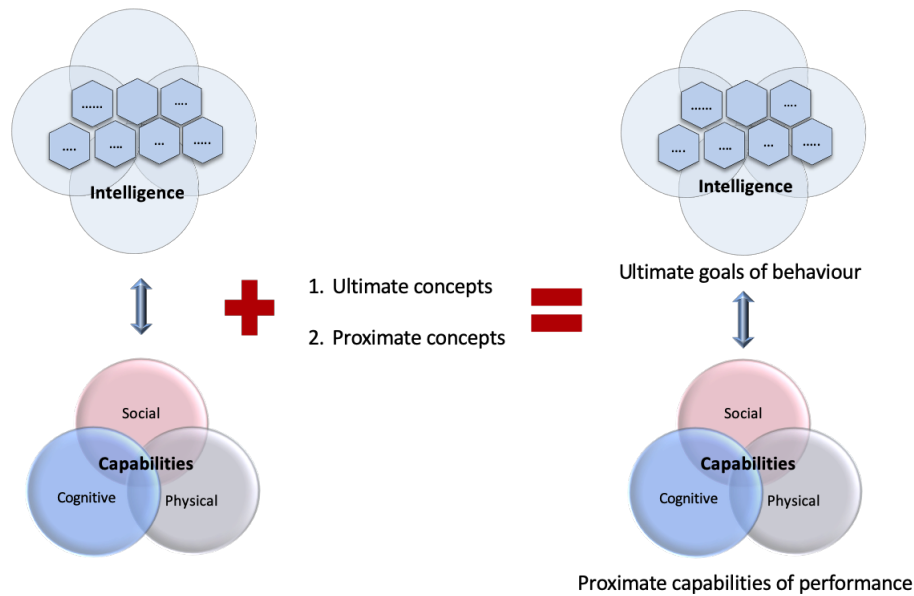 ......
....
....
....
...
.....
Intelligence
Social
Capabilities
Cognitive
Physical
1. Ultimate concepts
2. Proximate concepts
......
....
....
....
...
.....
Intelligence
Ultimate goals of behaviour
Social
Capabilities
Cognitive
Physical
Proximate capabilities of performance